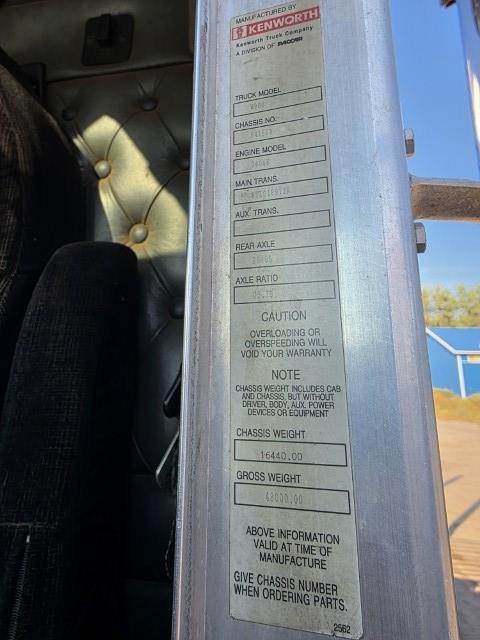 MANUFACTURED BY
KENWORTH
Kenworth Truck Company
A DIVISION OF PACCAR
TRUCK MODEL
CHASSIS NO.
ENGINE MODEL
MAIN TRANS.
AUX. TRANS.
REAR AXLE
AXLE RATIO
CAUTION
OVERLOADING OR
OVERSPEEDING WILL
VOID YOUR WARRANTY
NOTE
CHASSIS WEIGHT INCLUDES CAB
AND CHASSIS, BUT WITHOUT
DRIVER, BODY, AUX. POWER
DEVICES OR EQUIPMENT
CHASSIS WEIGHT
16440.00
GROSS WEIGHT
ABOVE INFORMATION
VALID AT TIME OF
MANUFACTURE
GIVE CHASSIS NUMBER
WHEN ORDERING PARTS.
2562